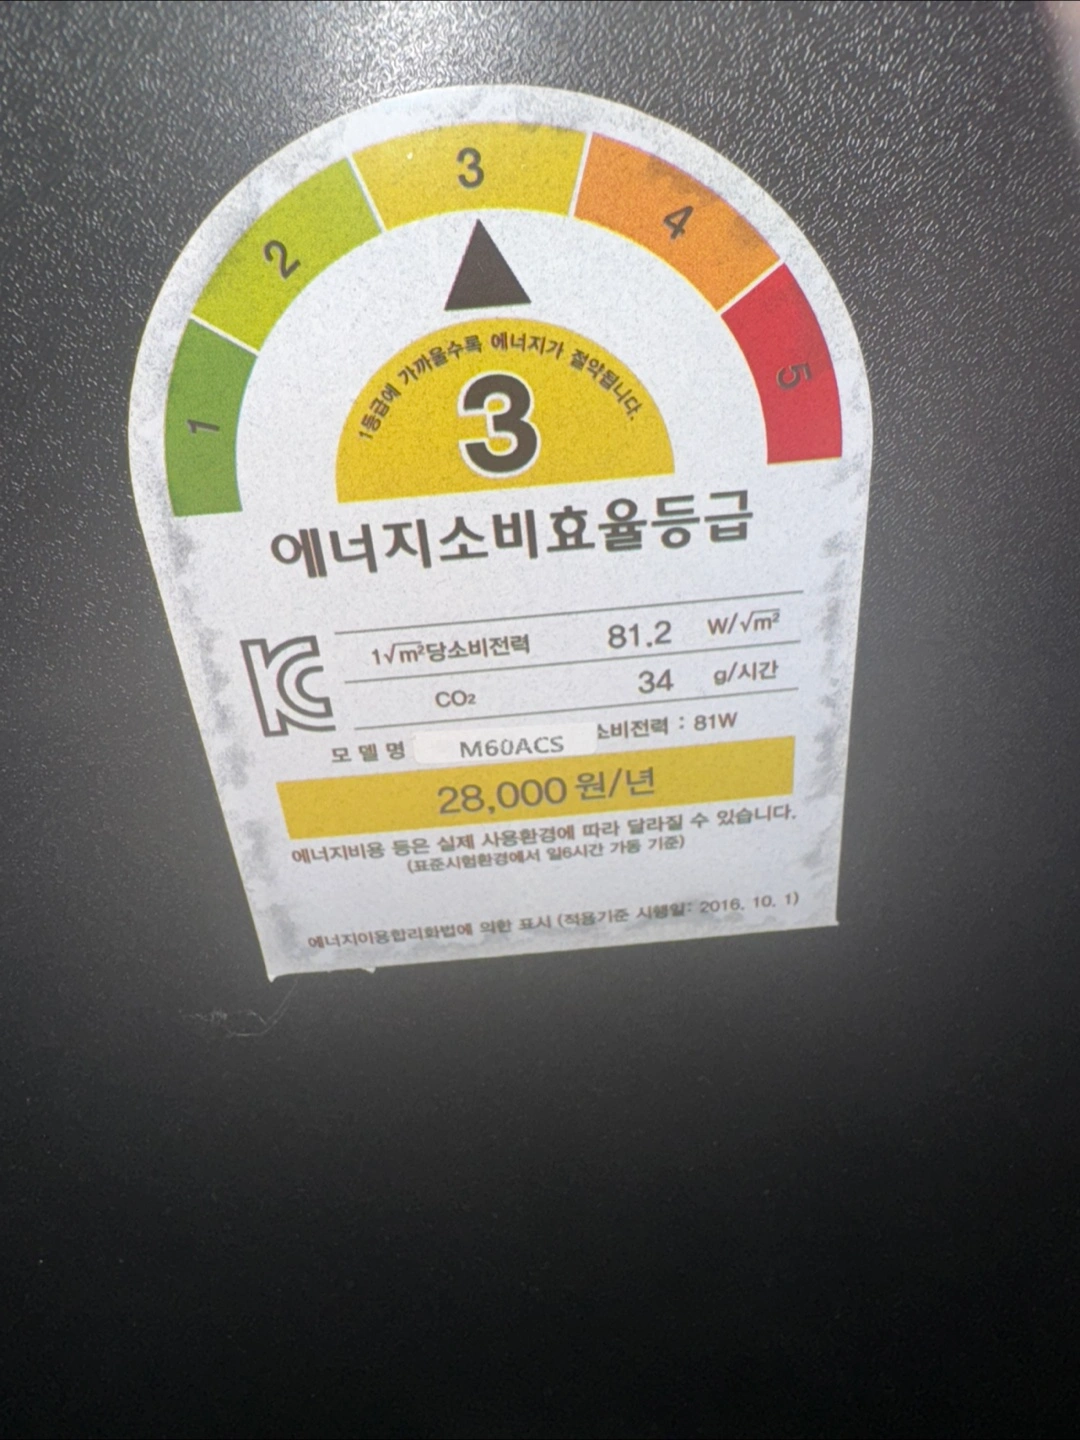 1
2
3
4
5
1등급에 가까울수록 에너지가 절약됩니다.
3
에너지소비효율등급
1√m²당소비전력 81.2 W/√m²
CO₂ 34 g/시간
모델명 M60ACS 소비전력 : 81W
28,000원/년
에너지비용 등은 실제 사용환경에 따라 달라질 수 있습니다.
(표준시험환경에서 일6시간 가동 기준)
에너지이용합리화법에 의한 표시 (적용기준 시행일: 2016. 10. 1)